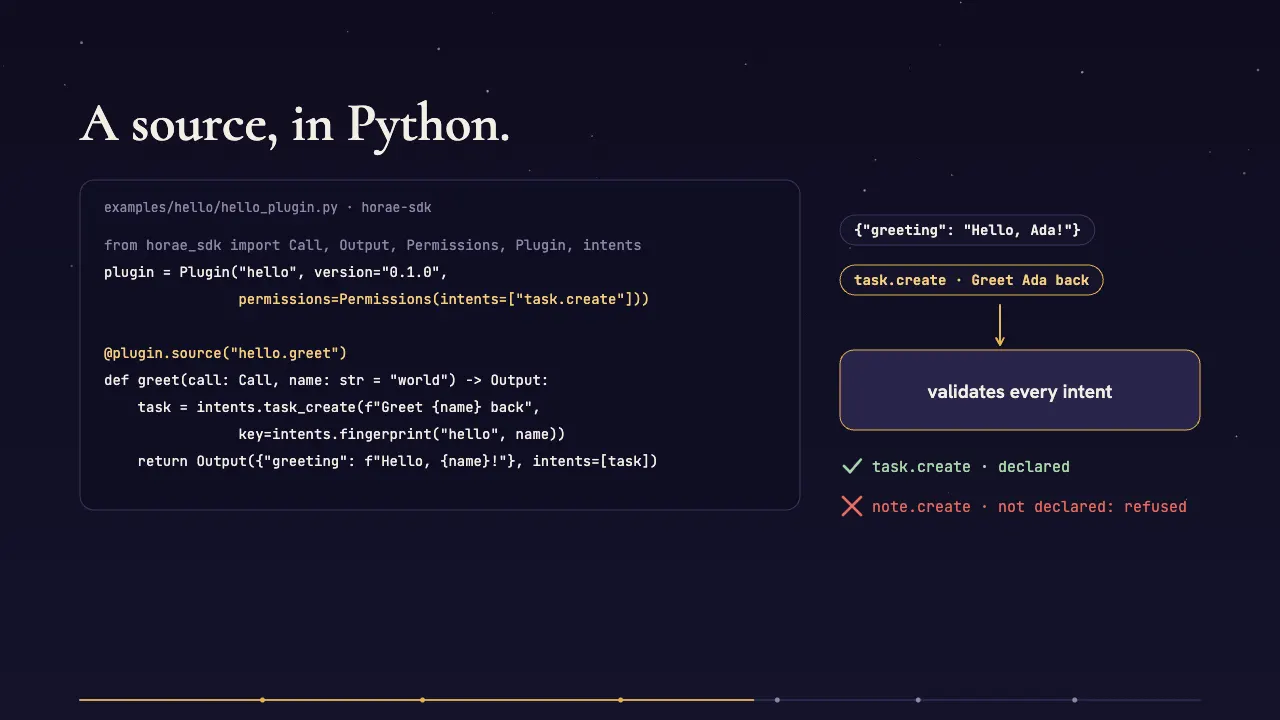 A source, in Python.
examples/hello/hello_plugin.py · horae-sdk
from horae_sdk import Call, Output, Permissions, Plugin, intents
plugin = Plugin("hello", version="0.1.0",
                permissions=Permissions(intents=["task.create"]))
@plugin.source("hello.greet")
def greet(call: Call, name: str = "world") -> Output:
    task = intents.task_create(f"Greet {name} back",
                key=intents.fingerprint("hello", name))
    return Output({"greeting": f"Hello, {name}!"}, intents=[task])
{"greeting": "Hello, Ada!"}
task.create · Greet Ada back
validates every intent
task.create · declared
note.create · not declared: refused